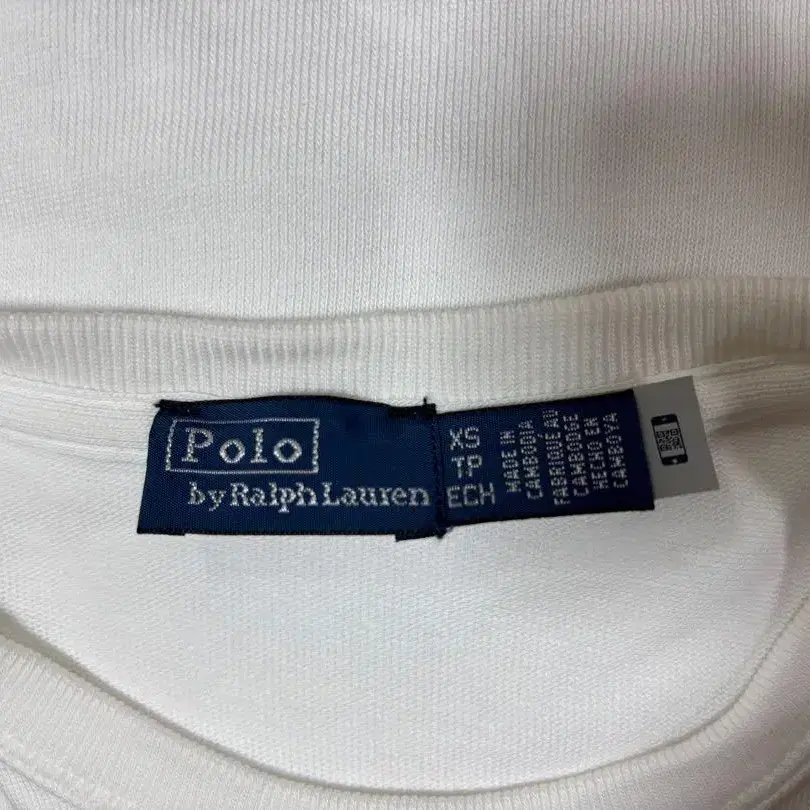 Polo
by Ralph Lauren
XS
TP
ECH
MADE IN
CAMBODIA
FABRIQUÉ AU
CAMBODGE
HECHO EN
CAMBOYA